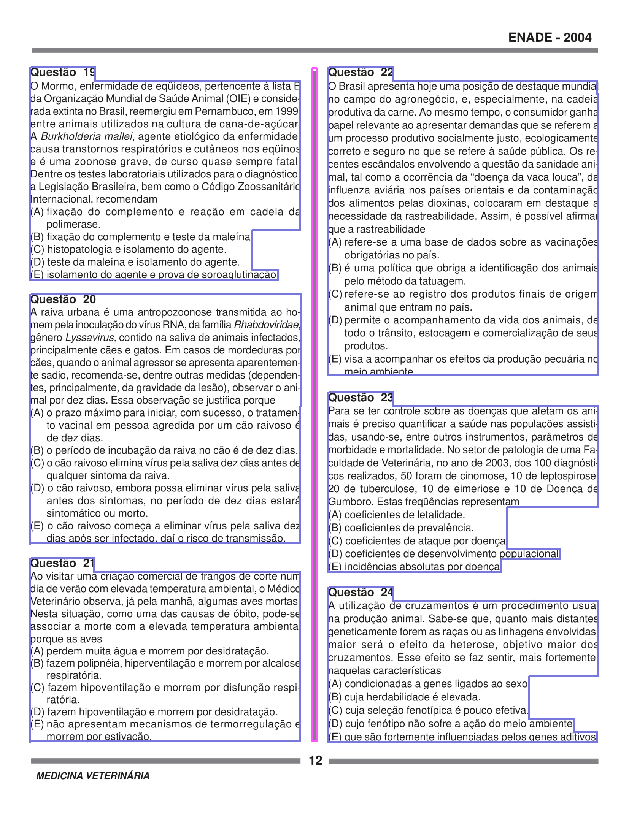 ENADE - 2004
Questão 19
O Mormo, enfermidade de eqüídeos, pertencente à lista B
da Organização Mundial de Saúde Animal (OIE) e conside-
rada extinta no Brasil, reemergiu em Pernambuco, em 1999,
entre animais utilizados na cultura de cana-de-açúcar.
A Burkholderia mallei, agente etiológico da enfermidade,
causa transtornos respiratórios e cutâneos nos eqüinos
e é uma zoonose grave, de curso quase sempre fatal.
Dentre os testes laboratoriais utilizados para o diagnóstico,
a Legislação Brasileira, bem como o Código Zoossanitário
Internacional, recomendam
(A) fixação do complemento e reação em cadeia da
polimerase.
(B) fixação do complemento e teste da maleína.
(C) histopatologia e isolamento do agente.
(D) teste da maleína e isolamento do agente.
(E) isolamento do agente e prova de soroaglutinação.
Questão 20
A raiva urbana é uma antropozoonose transmitida ao ho-
mem pela inoculação do vírus RNA, da família Rhabdoviridae,
gênero Lyssavirus, contido na saliva de animais infectados,
principalmente cães e gatos. Em casos de mordeduras por
cães, quando o animal agressor se apresenta aparentemen-
te sadio, recomenda-se, dentre outras medidas (dependen-
tes, principalmente, da gravidade da lesão), observar o ani-
mal por dez dias. Essa observação se justifica porque
(A) o prazo máximo para iniciar, com sucesso, o tratamen-
to vacinal em pessoa agredida por um cão raivoso é
de dez dias.
(B) o período de incubação da raiva no cão é de dez dias.
(C) o cão raivoso elimina vírus pela saliva dez dias antes de
qualquer sintoma da raiva.
(D) o cão raivoso, embora possa eliminar vírus pela saliva
antes dos sintomas, no período de dez dias estará
sintomático ou morto.
(E) o cão raivoso começa a eliminar vírus pela saliva dez
dias após ser infectado, daí o risco de transmissão.
Questão 21
Ao visitar uma criação comercial de frangos de corte num
dia de verão com elevada temperatura ambiental, o Médico
Veterinário observa, já pela manhã, algumas aves mortas.
Nesta situação, como uma das causas de óbito, pode-se
associar a morte com a elevada temperatura ambiental
porque as aves
(A) perdem muita água e morrem por desidratação.
(B) fazem polipnéia, hiperventilação e morrem por alcalose
respiratória.
(C) fazem hipoventilação e morrem por disfunção respi-
ratória.
(D) fazem hipoventilação e morrem por desidratação.
(E) não apresentam mecanismos de termorregulação e
morrem por estivação.
Questão 22
O Brasil apresenta hoje uma posição de destaque mundial
no campo do agronegócio, e, especialmente, na cadeia
produtiva da carne. Ao mesmo tempo, o consumidor ganha
papel relevante ao apresentar demandas que se referem a
um processo produtivo socialmente justo, ecologicamente
correto e seguro no que se refere à saúde pública. Os re-
centes escândalos envolvendo a questão da sanidade ani-
mal, tal como a ocorrência da “doença da vaca louca”, da
influenza aviária nos países orientais e da contaminação
dos alimentos pelas dioxinas, colocaram em destaque a
necessidade da rastreabilidade. Assim, é possível afirmar
que a rastreabilidade
(A) refere-se a uma base de dados sobre as vacinações
obrigatórias no país.
(B) é uma política que obriga a identificação dos animais
pelo método da tatuagem.
(C) refere-se ao registro dos produtos finais de origem
animal que entram no país.
(D) permite o acompanhamento da vida dos animais, de
todo o trânsito, estocagem e comercialização de seus
produtos.
(E) visa a acompanhar os efeitos da produção pecuária no
meio ambiente.
Questão 23
Para se ter controle sobre as doenças que afetam os ani-
mais é preciso quantificar a saúde nas populações assisti-
das, usando-se, entre outros instrumentos, parâmetros de
morbidade e mortalidade. No setor de patologia de uma Fa-
culdade de Veterinária, no ano de 2003, dos 100 diagnósti-
cos realizados, 50 foram de cinomose, 10 de leptospirose,
20 de tuberculose, 10 de eimeriose e 10 de Doença de
Gumboro. Estas freqüências representam
(A) coeficientes de letalidade.
(B) coeficientes de prevalência.
(C) coeficientes de ataque por doença.
(D) coeficientes de desenvolvimento populacional.
(E) incidências absolutas por doença.
Questão 24
A utilização de cruzamentos é um procedimento usual
na produção animal. Sabe-se que, quanto mais distantes
geneticamente forem as raças ou as linhagens envolvidas,
maior será o efeito da heterose, objetivo maior dos
cruzamentos. Esse efeito se faz sentir, mais fortemente,
naquelas características
(A) condicionadas a genes ligados ao sexo.
(B) cuja herdabilidade é elevada.
(C) cuja seleção fenotípica é pouco efetiva.
(D) cujo fenótipo não sofre a ação do meio ambiente.
(E) que são fortemente influenciadas pelos genes aditivos.
12
MEDICINA VETERINÁRIA